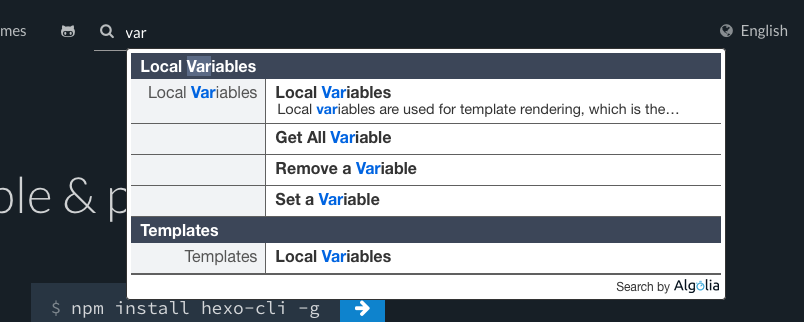 mes
var
English
Local Variables
Local Variables
Local Variables
Local variables are used for template rendering, which is the…
Get All Variable
Remove a Variable
Set a Variable
Templates
Templates
Local Variables
ble & p
Search by Algolia
$ npm install hexo-cli -g